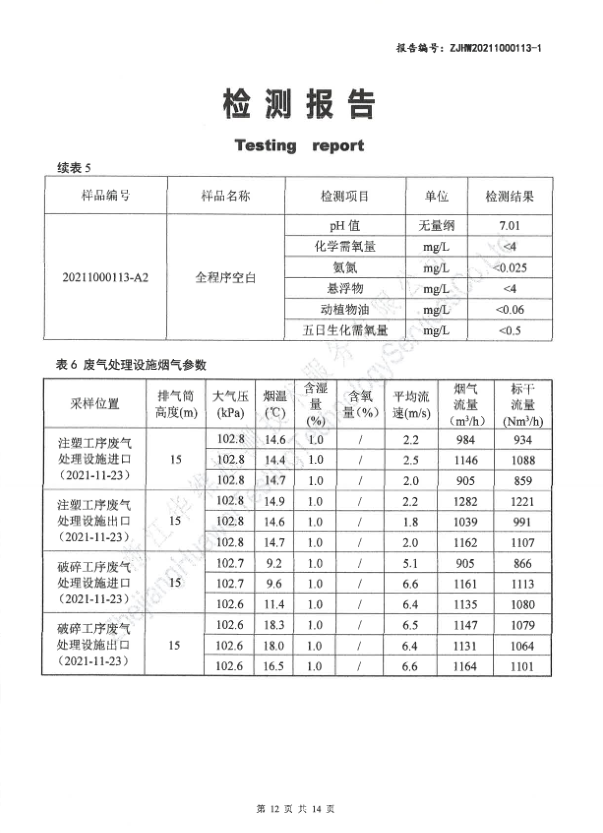 报告编号：ZJHW20211000113-1
检测报告
Testing report
续表 5
样品编号 样品名称 检测项目 单位 检测结果
20211000113-A2 全程序空白 pH 值 无量纲 7.01
化学需氧量 mg/L <4
氨氮 mg/L <0.025
悬浮物 mg/L <4
动植物油 mg/L <0.06
五日生化需氧量 mg/L <0.5
表 6 废气处理设施烟气参数
采样位置 排气筒高度(m) 大气压(kPa) 烟温(℃) 含湿量(%) 含氧量(%) 平均流速(m/s) 烟气流量（m³/h） 标干流量(Nm³/h)
注塑工序废气处理设施进口（2021-11-23） 15 102.8 14.6 1.0 / 2.2 984 934
102.8 14.4 1.0 / 2.5 1146 1088
102.8 14.7 1.0 / 2.0 905 859
注塑工序废气处理设施出口（2021-11-23） 15 102.8 14.9 1.0 / 2.2 1282 1221
102.8 14.6 1.0 / 1.8 1039 991
102.8 14.7 1.0 / 2.0 1162 1107
破碎工序废气处理设施进口（2021-11-23） 15 102.7 9.2 1.0 / 5.1 905 866
102.7 9.6 1.0 / 6.6 1161 1113
102.6 11.4 1.0 / 6.4 1135 1080
破碎工序废气处理设施出口（2021-11-23） 15 102.6 18.3 1.0 / 6.5 1147 1079
102.6 18.0 1.0 / 6.4 1131 1064
102.6 16.5 1.0 / 6.6 1164 1101
第 12 页 共 14 页